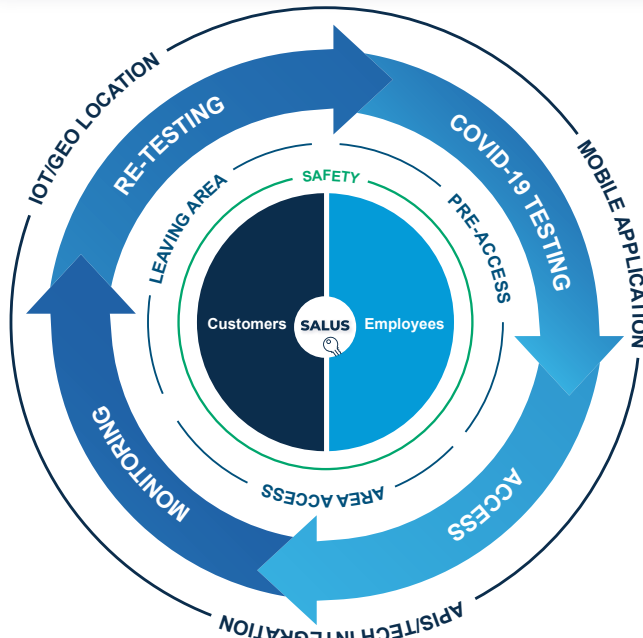 IOT/GEO LOCATION
MOBILE APPLICATION
APIS/TECH INTEGRATION
RE-TESTING
COVID-19 TESTING
ACCESS
MONITORING
LEAVING AREA
PRE-ACCESS
AREA ACCESS
SAFETY
Customers
SALUS
Employees